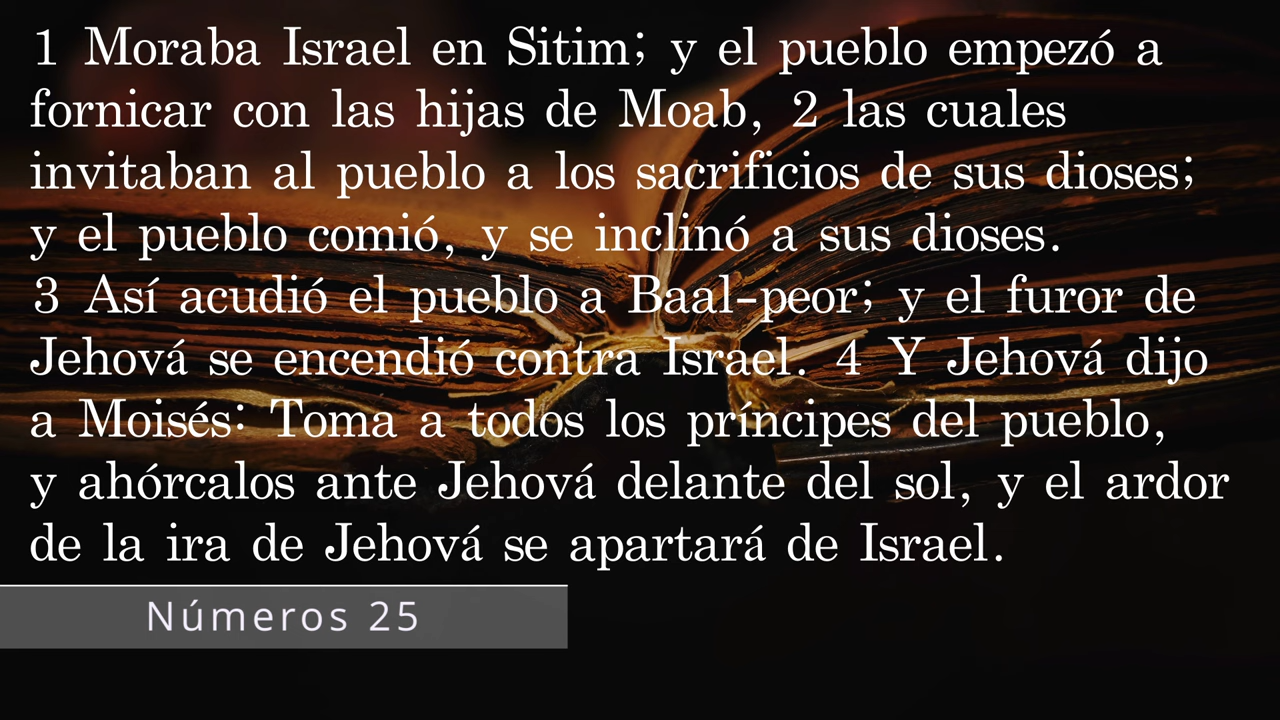 1 Moraba Israel en Sitim; y el pueblo empezó a
fornicar con las hijas de Moab, 2 las cuales
invitaban al pueblo a los sacrificios de sus dioses;
y el pueblo comió, y se inclinó a sus dioses.
3 Así acudió el pueblo a Baal-peor; y el furor de
Jehová se encendió contra Israel. 4 Y Jehová dijo
a Moisés: Toma a todos los príncipes del pueblo,
y ahórcalos ante Jehová delante del sol, y el ardor
de la ira de Jehová se apartará de Israel.
Números 25